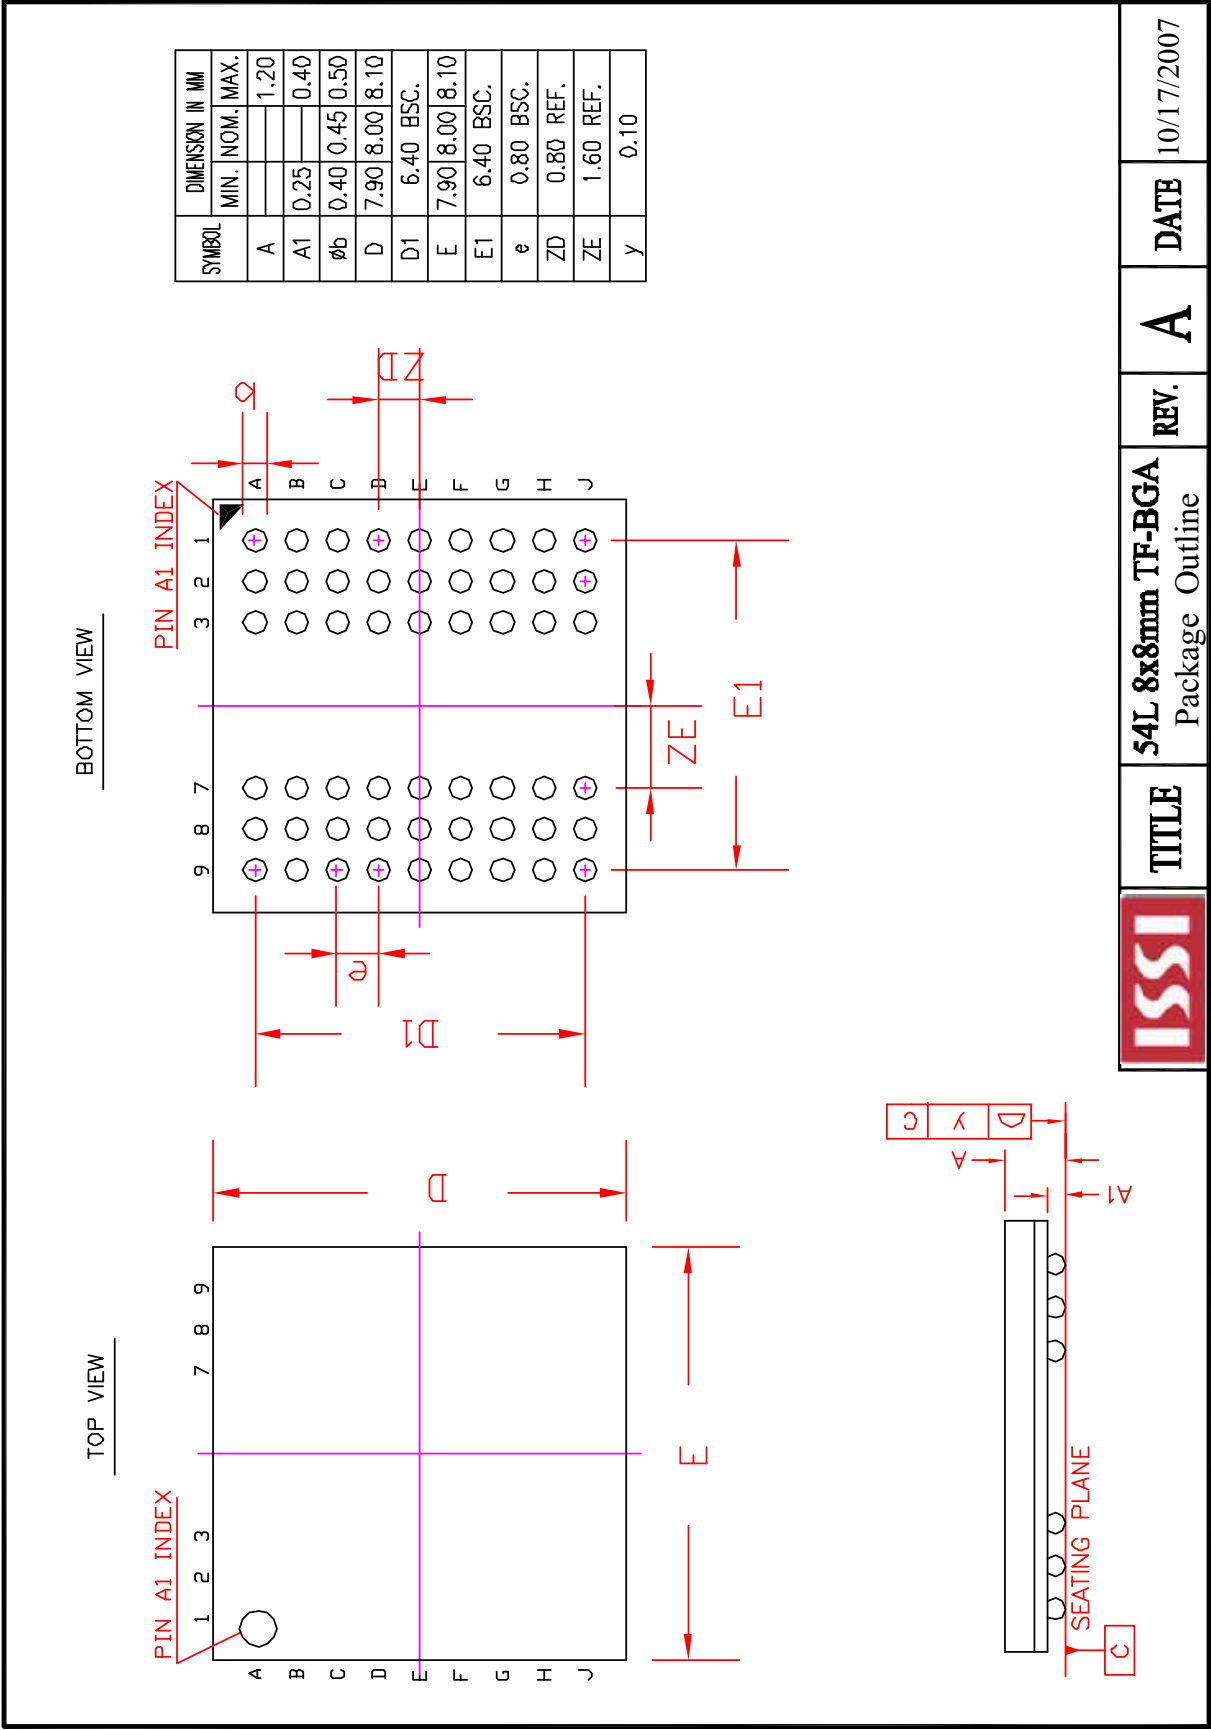 TOP VIEW
PIN A1 INDEX
1 2 3 7 8 9
A
B
C
D
E
F
G
H
J
D
E
BOTTOM VIEW
PIN A1 INDEX
9 8 7 3 2 1
A
B
C
D
E
F
G
H
J
b
ZD
e
D1
ZE
E1
SYMBOL DIMENSION IN MM
MIN. NOM. MAX.
A 1.20
A1 0.25 0.40
øb 0.40 0.45 0.50
D 7.90 8.00 8.10
D1 6.40 BSC.
E 7.90 8.00 8.10
E1 6.40 BSC.
e 0.80 BSC.
ZD 0.80 REF.
ZE 1.60 REF.
y 0.10
C y D
A
A1
SEATING PLANE
C
ISSI
TITLE
54L 8x8mm TF-BGA
Package Outline
REV.
A
DATE
10/17/2007